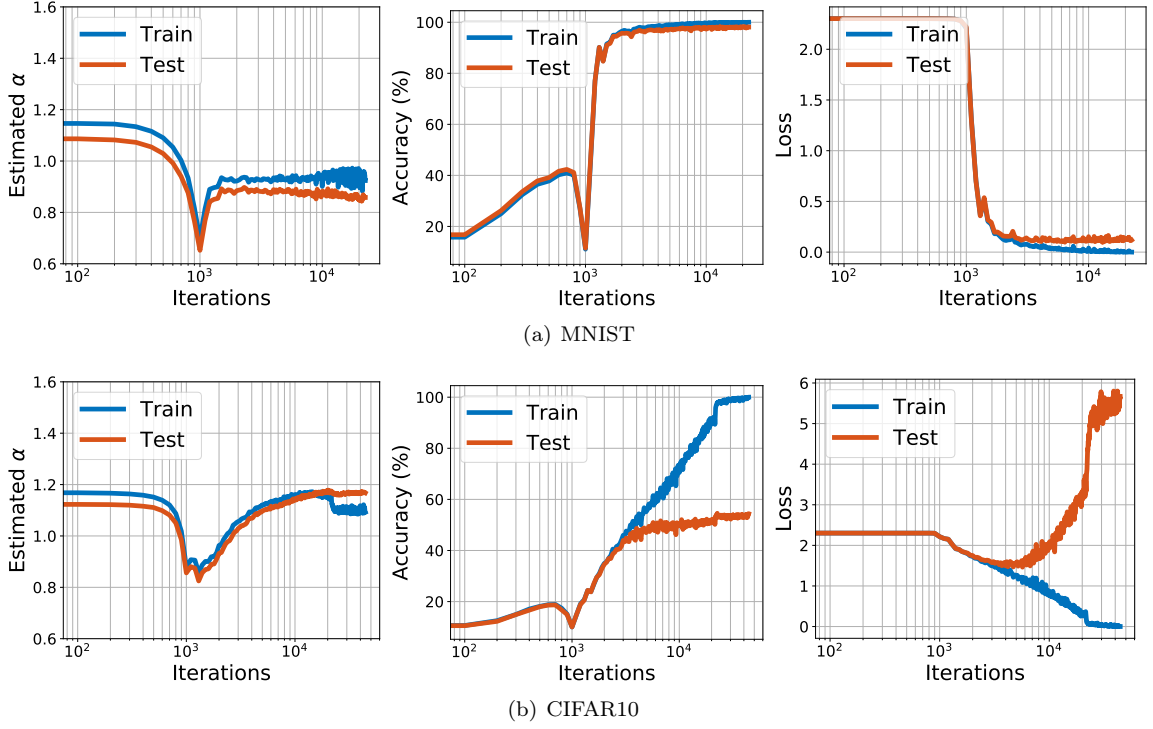 Estimated α
1.6
1.4
1.2
1.0
0.8
0.6
Train
Test
10²
10³
10⁴
Iterations
Accuracy (%)
100
80
60
40
20
Train
Test
10²
10³
10⁴
Iterations
Loss
2.0
1.5
1.0
0.5
0.0
Train
Test
10²
10³
10⁴
Iterations
(a) MNIST
Estimated α
1.6
1.4
1.2
1.0
0.8
0.6
Train
Test
10²
10³
10⁴
Iterations
Accuracy (%)
100
80
60
40
20
Train
Test
10²
10³
10⁴
Iterations
Loss
6
5
4
3
2
1
0
Train
Test
10²
10³
10⁴
Iterations
(b) CIFAR10